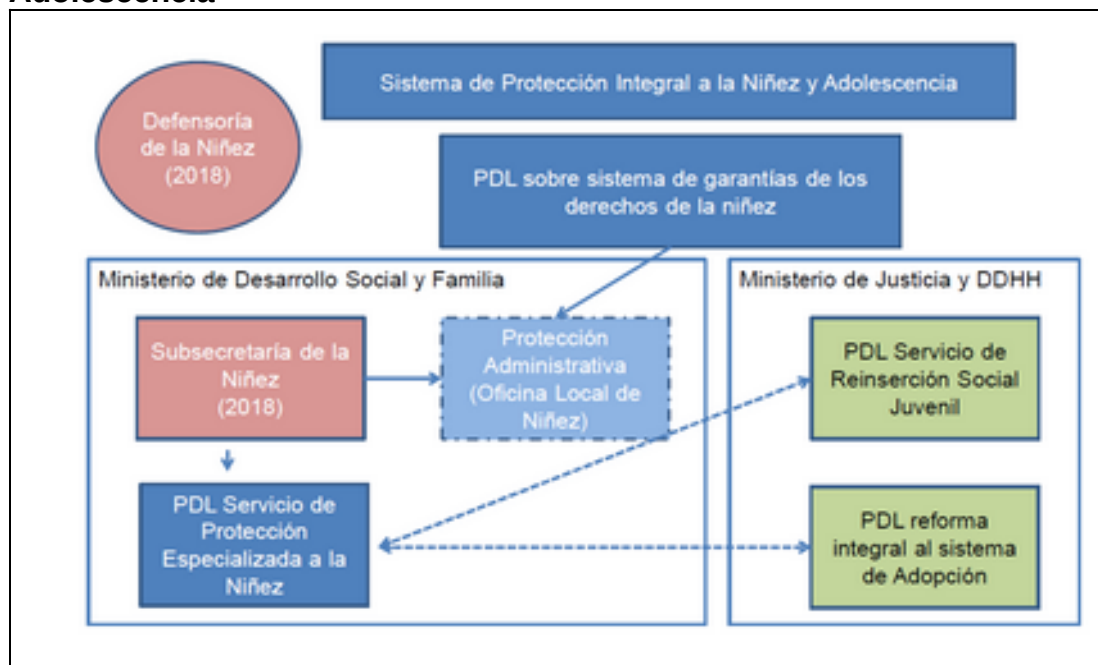 Adolescencia
Sistema de Protección Integral a la Niñez y Adolescencia
Defensoría
de la Niñez
(2018)
PDL sobre sistema de garantías de los
derechos de la niñez
Ministerio de Desarrollo Social y Familia
Subsecretaría de la
Niñez
(2018)
Protección
Administrativa
(Oficina Local de
Niñez)
PDL Servicio de
Protección
Especializada a la
Niñez
Ministerio de Justicia y DDHH
PDL Servicio de
Reinserción Social
Juvenil
PDL reforma
integral al sistema
de Adopción